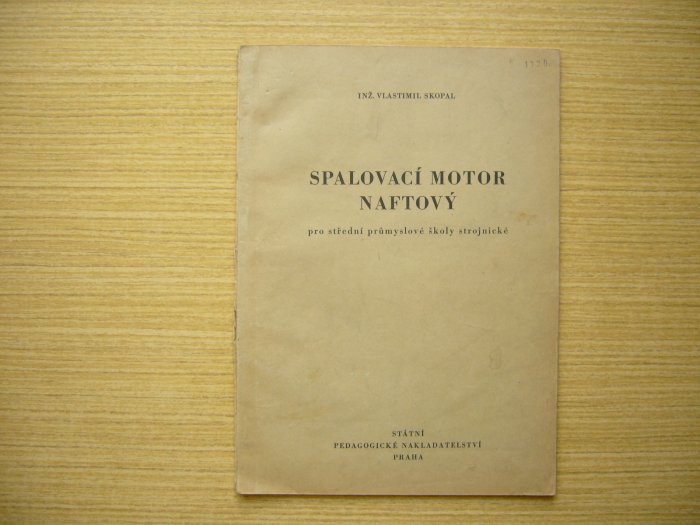 INŽ. VLASTIMIL SKOPAL
SPALOVACÍ MOTOR
NAFTOVÝ
pro střední průmyslové školy strojnické
STÁTNÍ
PEDAGOGICKÉ NAKLADATELSTVÍ
PRAHA